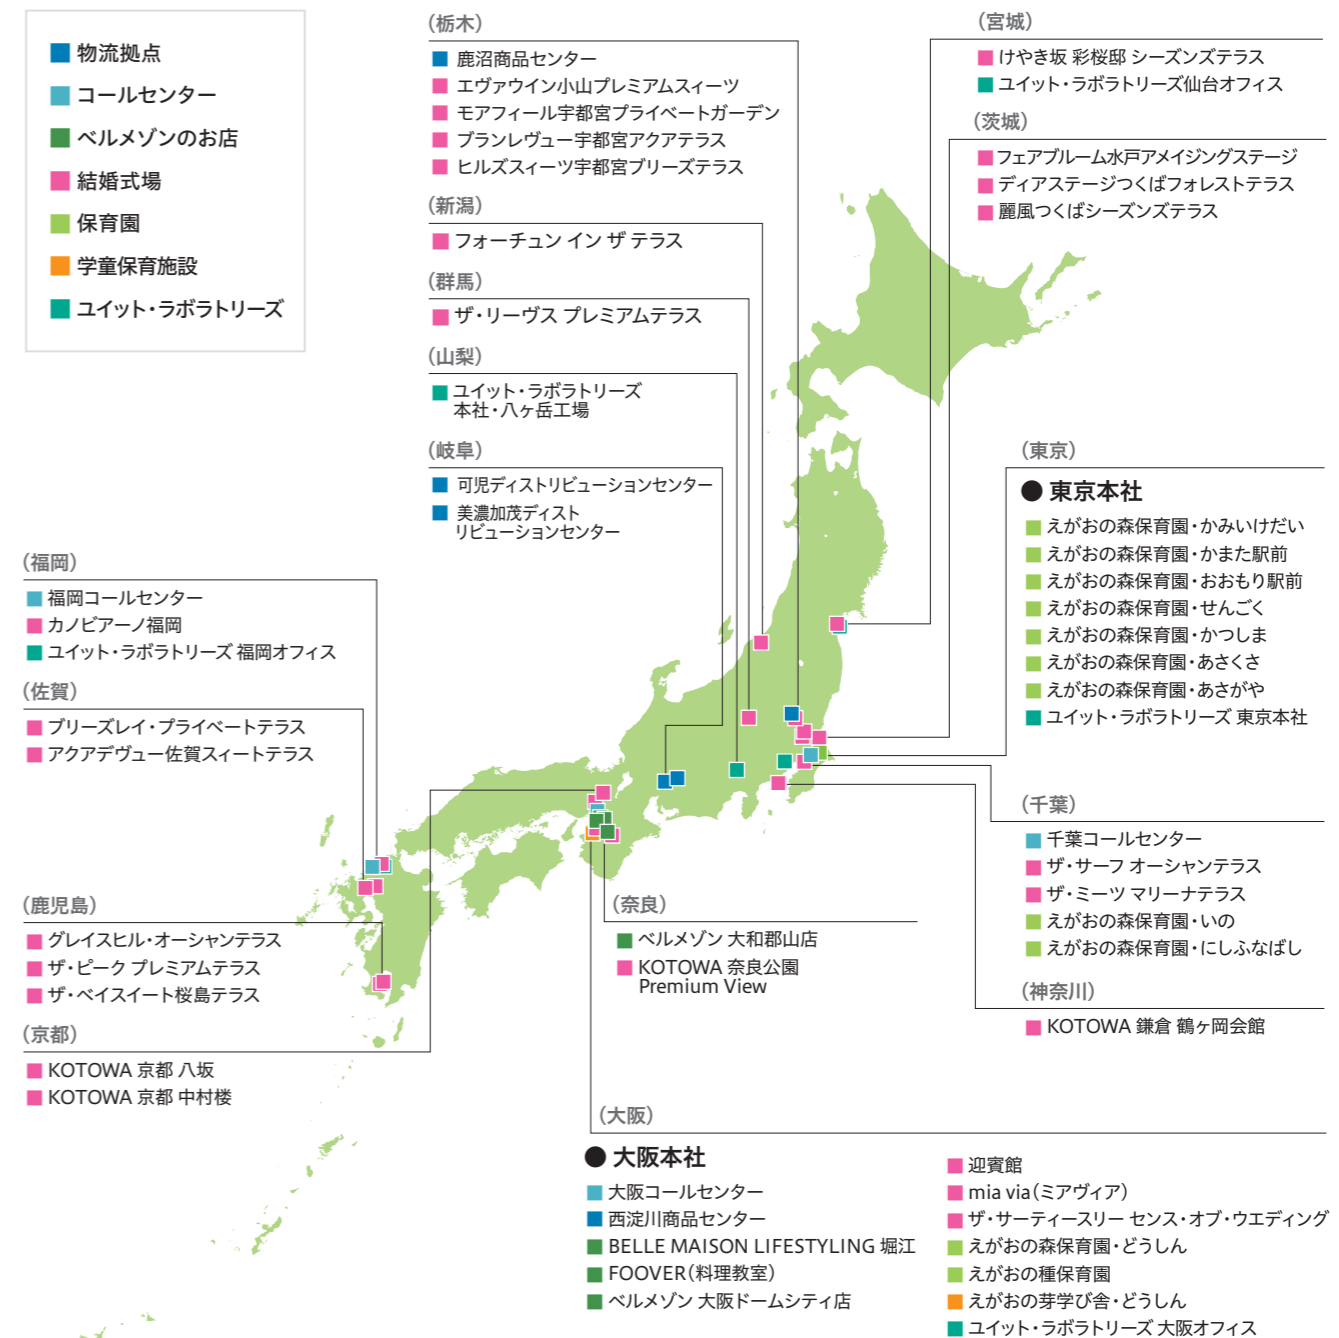 物流拠点
コールセンター
ベルメゾンのお店
結婚式場
保育園
学童保育施設
ユイット・ラボラトリーズ
（栃木）
鹿沼商品センター
エヴァウイン小山プレミアムスィーツ
モアフィール宇都宮プライベートガーデン
ブランレヴュー宇都宮アクアテラス
ヒルズスィーツ宇都宮ブリーズテラス
（新潟）
フォーチュン イン ザ テラス
（群馬）
ザ・リーヴス プレミアムテラス
（山梨）
ユイット・ラボラトリーズ
本社・八ヶ岳工場
（岐阜）
可児ディストリビューションセンター
美濃加茂ディスト
リビューションセンター
（宮城）
けやき坂 彩桜邸 シーズンズテラス
ユイット・ラボラトリーズ仙台オフィス
（茨城）
フェアブルーム水戸アメイジングステージ
ディアステージつくばフォレストテラス
麗風つくばシーズンズテラス
（東京）
● 東京本社
えがおの森保育園・かみいけだい
えがおの森保育園・かまた駅前
えがおの森保育園・おおもり駅前
えがおの森保育園・せんごく
えがおの森保育園・かつしま
えがおの森保育園・あさくさ
えがおの森保育園・あさがや
ユイット・ラボラトリーズ 東京本社
（千葉）
千葉コールセンター
ザ・サーフ オーシャンテラス
ザ・ミーツ マリーナテラス
えがおの森保育園・いの
えがおの森保育園・にしふなばし
（神奈川）
KOTOWA 鎌倉 鶴ヶ岡会館
（福岡）
福岡コールセンター
カノビアーノ福岡
ユイット・ラボラトリーズ 福岡オフィス
（佐賀）
ブリーズレイ・プライベートテラス
アクアデヴュー佐賀スィートテラス
（鹿児島）
グレイスヒル・オーシャンテラス
ザ・ピーク プレミアムテラス
ザ・ベイスイート桜島テラス
（京都）
KOTOWA 京都 八坂
KOTOWA 京都 中村楼
（奈良）
ベルメゾン 大和郡山店
KOTOWA 奈良公園
Premium View
（大阪）
● 大阪本社
大阪コールセンター
西淀川商品センター
BELLE MAISON LIFESTYLING 堀江
FOOVER（料理教室）
ベルメゾン 大阪ドームシティ店
迎賓館
mia via（ミアヴィア）
ザ・サーティースリー センス・オブ・ウエディング
えがおの森保育園・どうしん
えがおの種保育園
えがおの芽学び舎・どうしん
ユイット・ラボラトリーズ 大阪オフィス